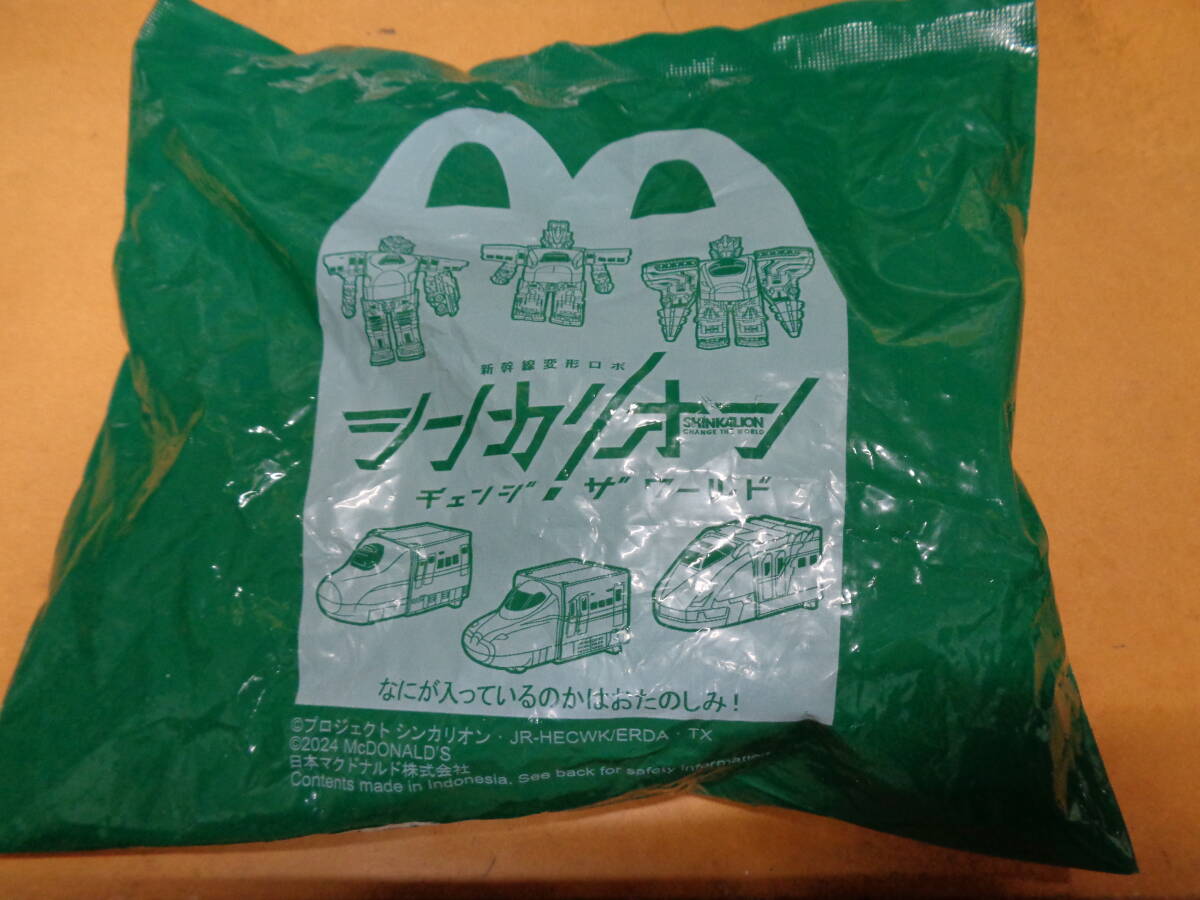 新幹線変形ロボ
シンカリオン
SHINKALION
CHANGE THE WORLD
チェンジ ザ ワールド
なにが入っているのかはおたのしみ!
©プロジェクト シンカリオン・JR-HECWK/ERDA・TX
©2024 McDONALD'S
日本マクドナルド株式会社
Contents made in Indonesia. See back for safety information